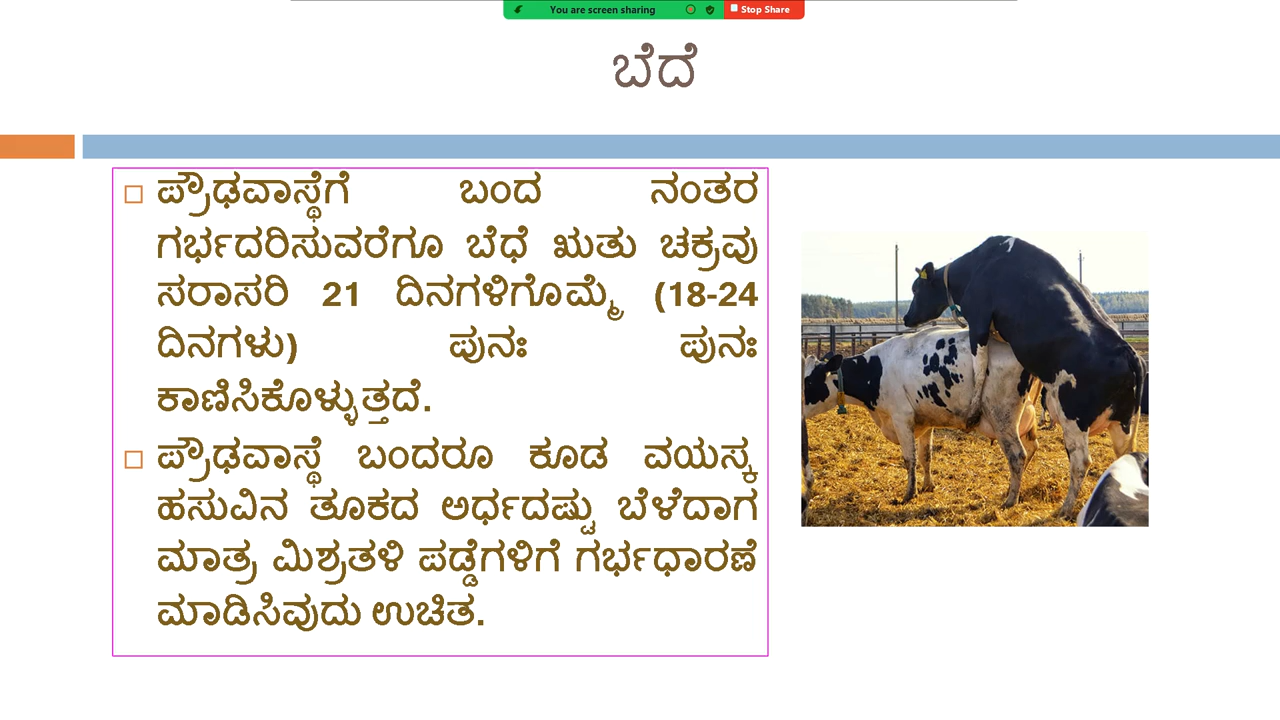 You are screen sharing
Stop Share
ಬೆದೆ
ಪ್ರೌಢವಾಸ್ಥೆಗೆ ಬಂದ ನಂತರ
ಗರ್ಭದರಿಸುವರೆಗೂ ಬೆಧೆ ಋತು ಚಕ್ರವು
ಸರಾಸರಿ 21 ದಿನಗಳಿಗೊಮ್ಮೆ (18-24
ದಿನಗಳು) ಪುನಃ ಪುನಃ
ಕಾಣಿಸಿಕೊಳ್ಳುತ್ತದೆ.
ಪ್ರೌಢವಾಸ್ಥೆ ಬಂದರೂ ಕೂಡ ವಯಸ್ಕ
ಹಸುವಿನ ತೂಕದ ಅರ್ಧದಷ್ಟು ಬೆಳೆದಾಗ
ಮಾತ್ರ ಮಿಶ್ರತಳಿ ಪಡ್ಡೆಗಳಿಗೆ ಗರ್ಭಧಾರಣೆ
ಮಾಡಿಸಿವುದು ಉಚಿತ.